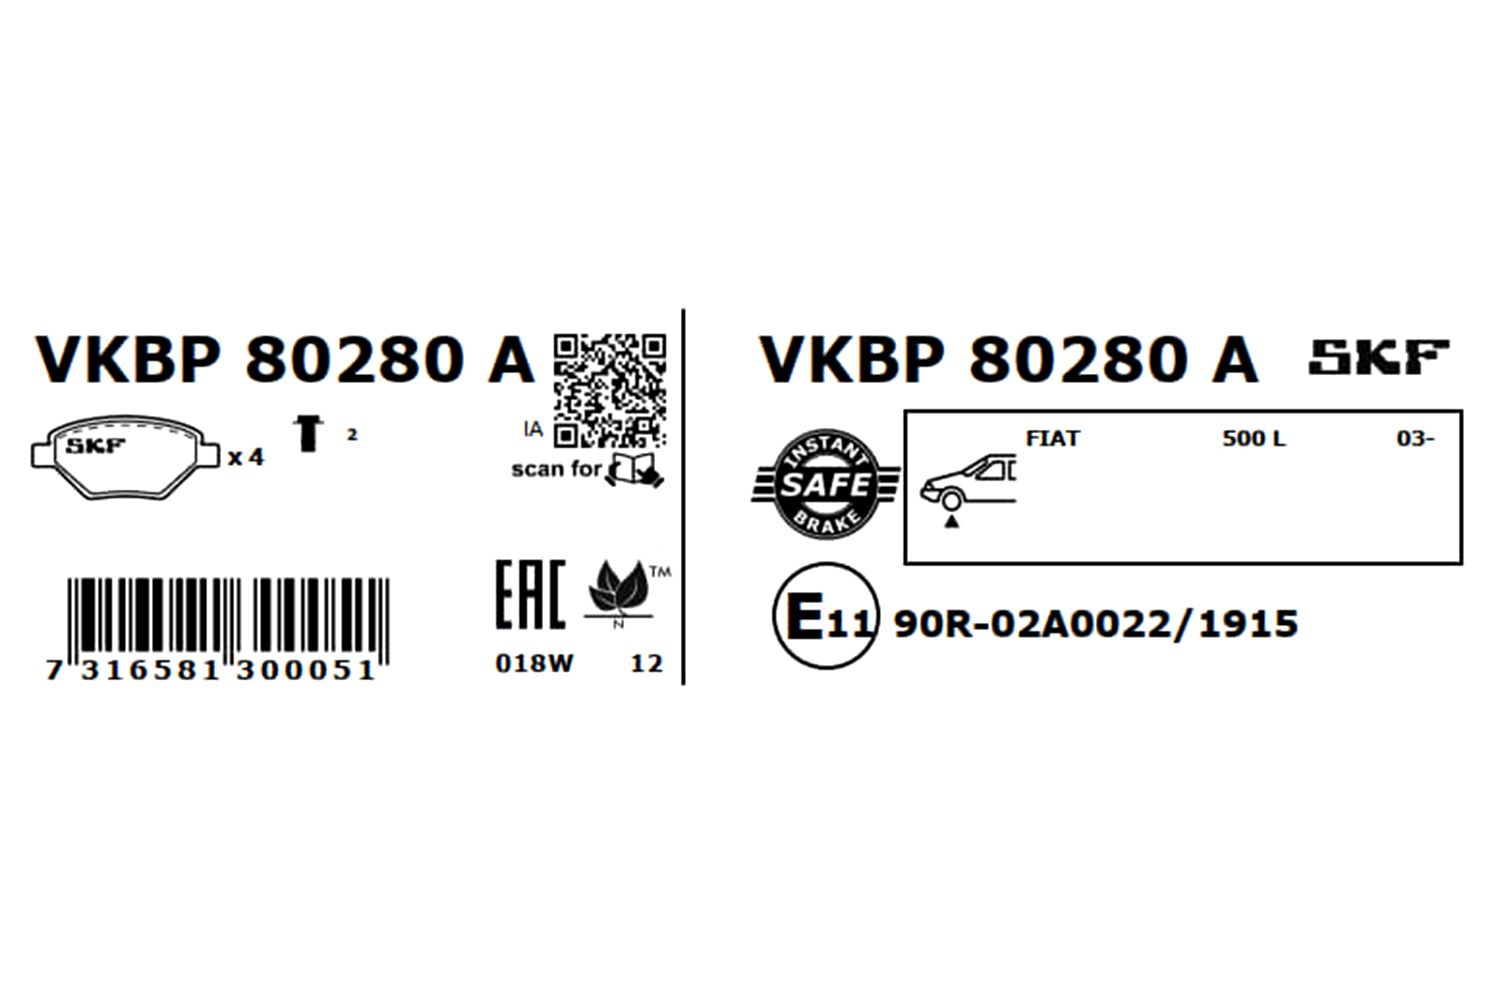 VKBP 80280 A
SKF
x 4
2
IA
scan for
EAC
TM
N
7 316581 300051
018W 12
VKBP 80280 A
SKF
INSTANT
SAFE
BRAKE
FIAT 500 L 03-
E11 90R-02A0022/1915